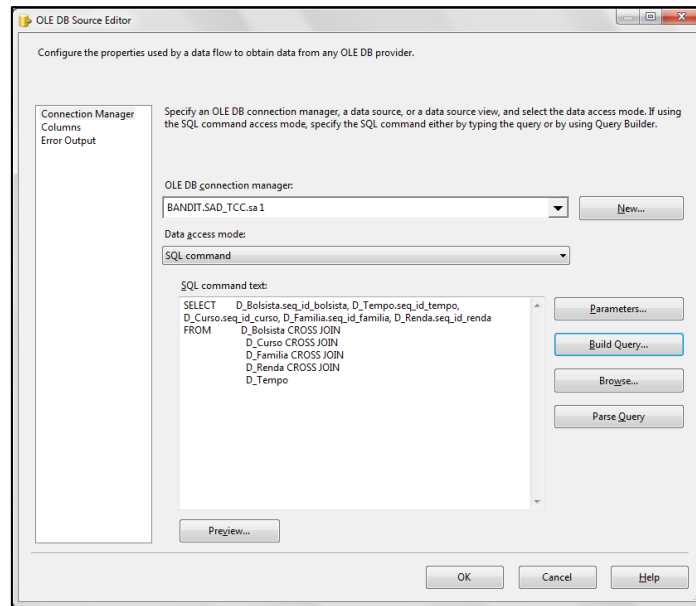 OLE DB Source Editor
Configure the properties used by a data flow to obtain data from any OLE DB provider.
Connection Manager
Columns
Error Output
Specify an OLE DB connection manager, a data source, or a data source view, and select the data access mode. If using
the SQL command access mode, specify the SQL command either by typing the query or by using Query Builder.
OLE DB connection manager:
BANDIT.SAD_TCC.sa 1
New...
Data access mode:
SQL command
SQL command text:
SELECT D_Bolsista.seq_id_bolsista, D_Tempo.seq_id_tempo,
D_Curso.seq_id_curso, D_Familia.seq_id_familia, D_Renda.seq_id_renda
FROM D_Bolsista CROSS JOIN
D_Curso CROSS JOIN
D_Familia CROSS JOIN
D_Renda CROSS JOIN
D_Tempo
Parameters...
Build Query...
Browse...
Parse Query
Preview...
OK
Cancel
Help